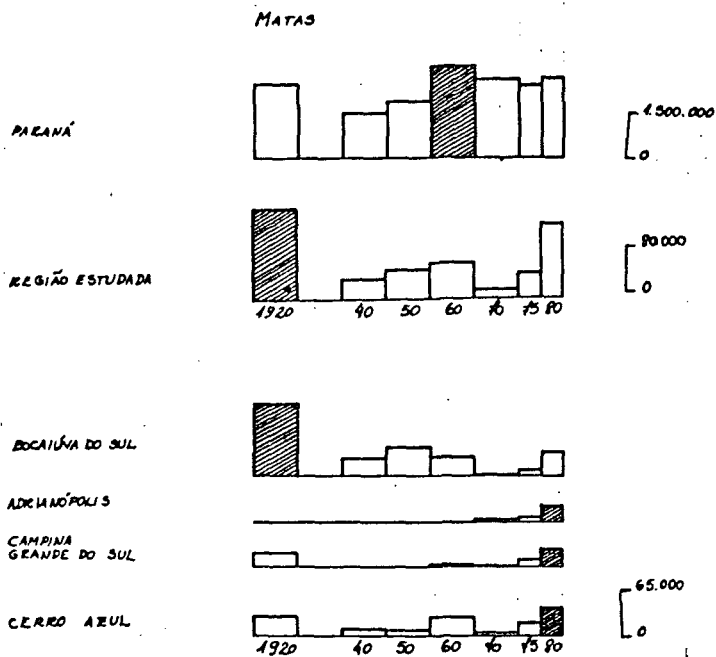 MATAS
PARANÁ
1.500.000
0
REGIÃO ESTUDADA
80.000
0
1920 40 50 60 70 75 80
BOCAIÚVA DO SUL
ADRIANÓPOLIS
CAMPINA
GRANDE DO SUL
CERRO AZUL
65.000
0
1920 40 50 60 70 75 80